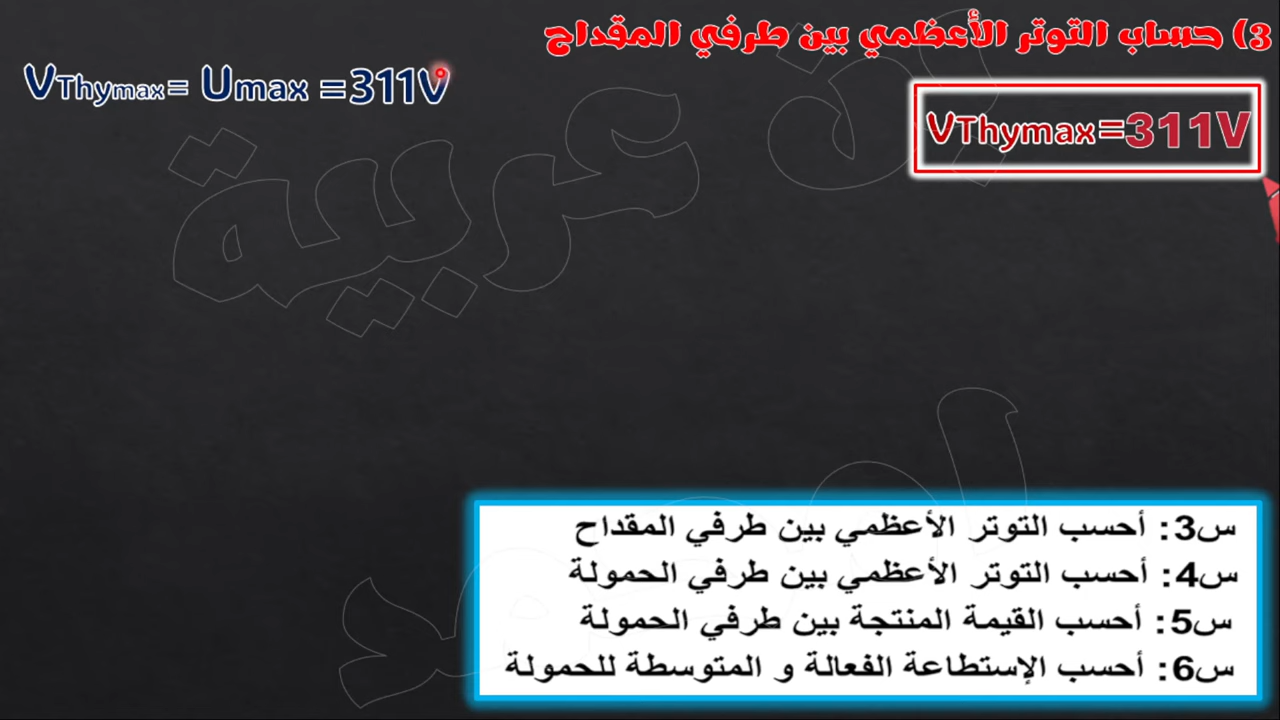 3) حساب التوتر الأعظمي بين طرفي المقداح
VThymax= Umax =311V
VThymax=311V
س3: أحسب التوتر الأعظمي بين طرفي المقداح
س4: أحسب التوتر الأعظمي بين طرفي الحمولة
س5: أحسب القيمة المنتجة بين طرفي الحمولة
س6: أحسب الإستطاعة الفعالة و المتوسطة للحمولة